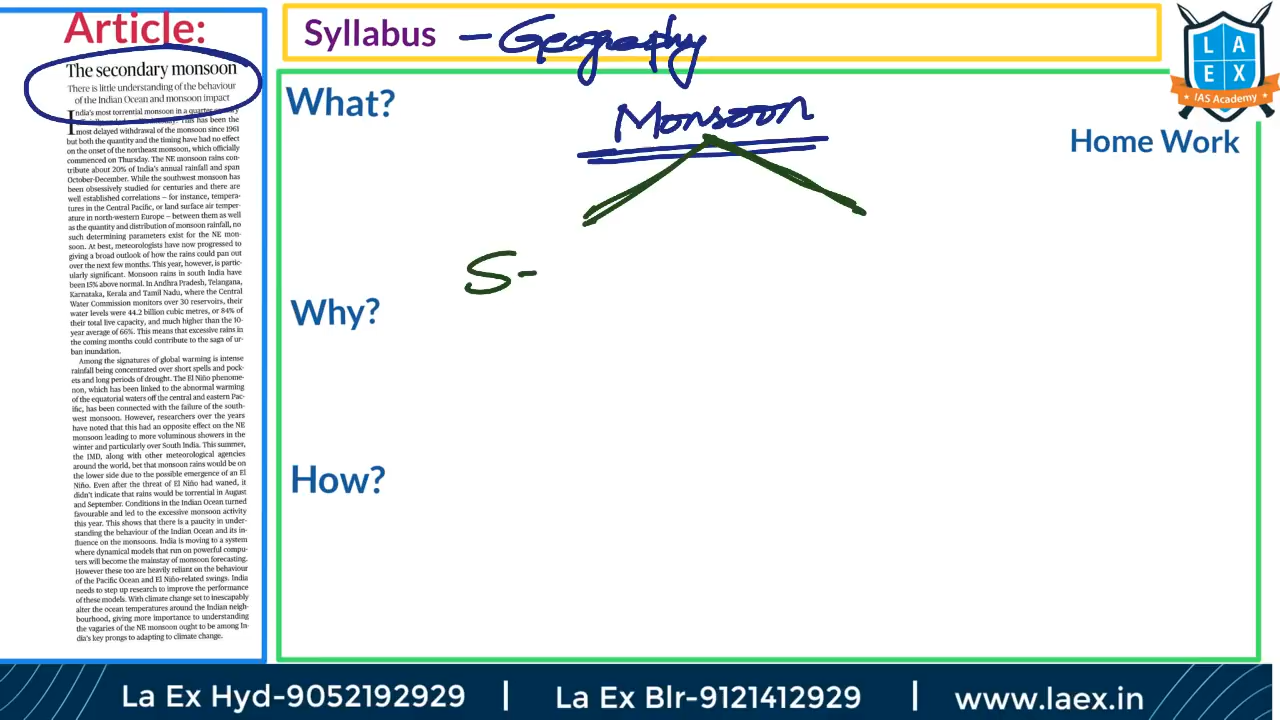 Article:
The secondary monsoon
There is little understanding of the behaviour
of the Indian Ocean and monsoon impact
India's most torrential monsoon in a quarter
This has been the
most delayed withdrawal of the monsoon since 1961
but both the quantity and the timing have had no effect
on the onset of the northeast monsoon, which officially
commenced on Thursday. The NE monsoon rains con-
tribute about 20% of India's annual rainfall and span
October-December. While the southwest monsoon has
been obsessively studied for centuries and there are
well established correlations – for instance, tempera-
tures in the Central Pacific, or land surface air temper-
ature in north-western Europe – between them as well
as the quantity and distribution of monsoon rainfall, no
such determining parameters exist for the NE mon-
soon. At best, meteorologists have now progressed to
giving a broad outlook of how the rains could pan out
over the next few months. This year, however, is partic-
ularly significant. Monsoon rains in south India have
been 15% above normal. In Andhra Pradesh, Telangana,
Karnataka, Kerala and Tamil Nadu, where the Central
Water Commission monitors over 30 reservoirs, their
water levels were 44.2 billion cubic metres, or 84% of
their total live capacity, and much higher than the 10-
year average of 66%. This means that excessive rains in
the coming months could contribute to the saga of ur-
ban inundation.
Among the signatures of global warming is intense
rainfall being concentrated over short spells and pock-
ets and long periods of drought. The El Niño phenome-
non, which has been linked to the abnormal warming
of the equatorial waters off the central and eastern Pac-
ific, has been connected with the failure of the south-
west monsoon. However, researchers over the years
have noted that this had an opposite effect on the NE
monsoon leading to more voluminous showers in the
winter and particularly over South India. This summer,
the IMD, along with other meteorological agencies
around the world, bet that monsoon rains would be on
the lower side due to the possible emergence of an El
Niño. Even after the threat of El Niño had waned, it
didn't indicate that rains would be torrential in August
and September. Conditions in the Indian Ocean turned
favourable and led to the excessive monsoon activity
this year. This shows that there is a paucity in under-
standing the behaviour of the Indian Ocean and its in-
fluence on the monsoons. India is moving to a system
where dynamical models that run on powerful compu-
ters will become the mainstay of monsoon forecasting.
However these too are heavily reliant on the behaviour
of the Pacific Ocean and El Niño-related swings. India
needs to step up research to improve the performance
of these models. With climate change set to inescapably
alter the ocean temperatures around the Indian neigh-
bourhood, giving more importance to understanding
the vagaries of the NE monsoon ought to be among In-
dia's key prongs to adapting to climate change.
Syllabus – Geography
What?
Monsoon
S-
Why?
How?
Home Work
L A
E X
IAS Academy
La Ex Hyd-9052192929 | La Ex Blr-9121412929 | www.laex.in